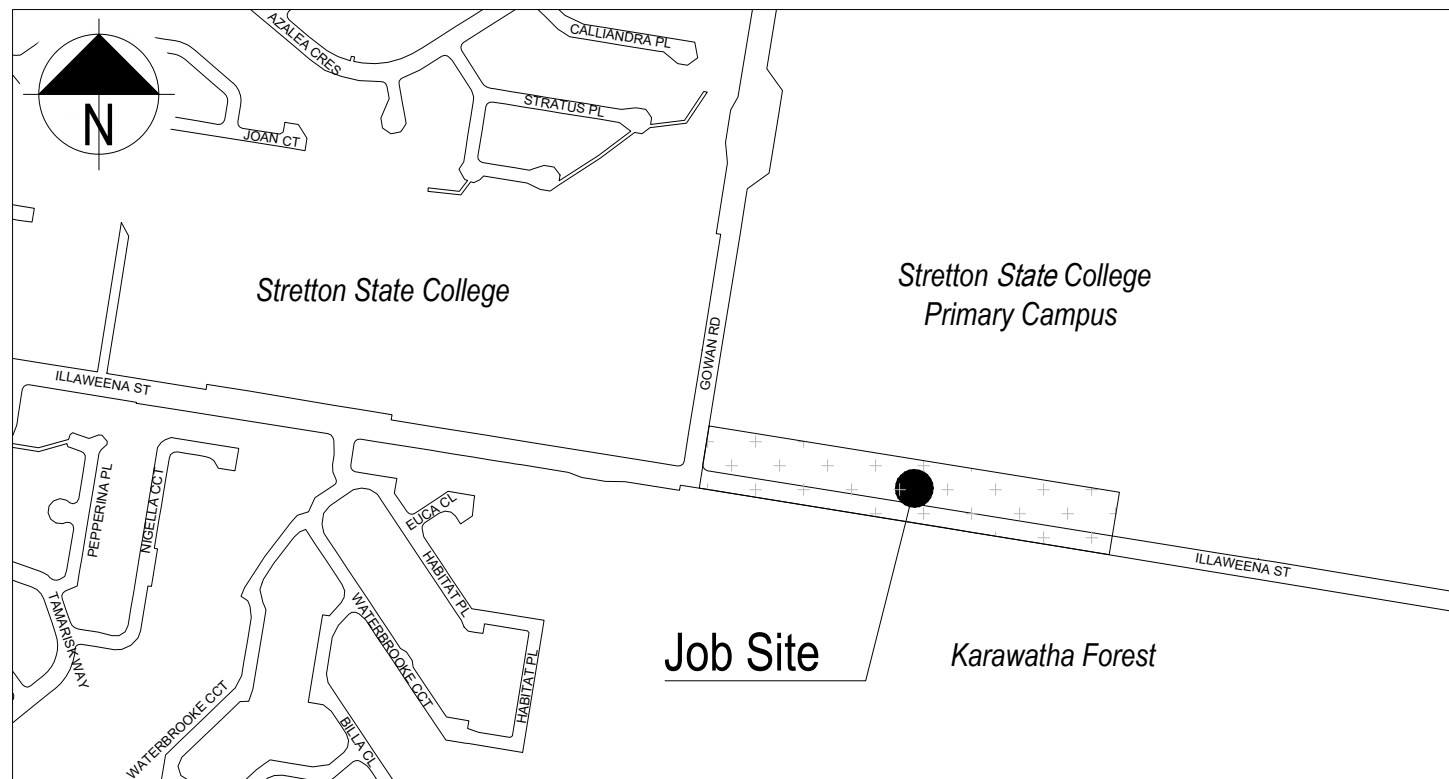 AZALEA CRES
CALLIANDRA PL
STRATUS PL
N
JOAN CT
Stretton State College
Stretton State College
Primary Campus
GOWAN RD
ILLAWEENA ST
PEPPERINA PL
NIGELLA CCT
EUCA CL
HABITAT PL
ILLAWEENA ST
TAMARISK WAY
WATERBROOKE CCT
Job Site
Karawatha Forest
HABITAT PL
WATERBROOKE CCT
BILLA CL